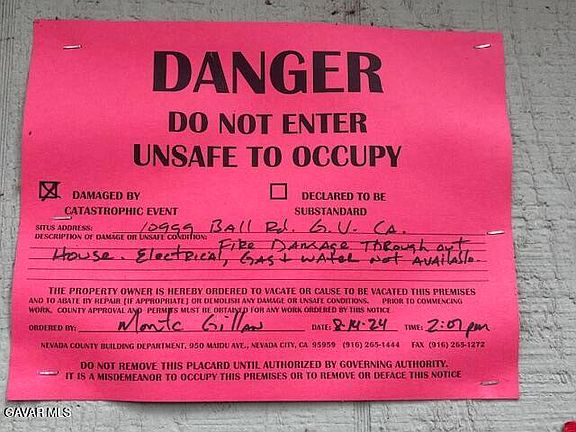 DANGER
DO NOT ENTER
UNSAFE TO OCCUPY
DAMAGED BY CATASTROPHIC EVENT
DECLARED TO BE SUBSTANDARD
SITUS ADDRESS: 10999 Ball Rd. G.V. CA.
DESCRIPTION OF DAMAGE OR UNSAFE CONDITION: Fire Damage Through out
House. Electrical, Gas + Water not available.
THE PROPERTY OWNER IS HEREBY ORDERED TO VACATE OR CAUSE TO BE VACATED THIS PREMISES
AND TO ABATE BY REPAIR [IF APPROPRIATE] OR DEMOLISH ANY DAMAGE OR UNSAFE CONDITIONS. PRIOR TO COMMENCING
WORK, COUNTY APPROVAL AND PERMITS MUST BE OBTAINED FOR ANY WORK ORDERED BY THIS NOTICE
ORDERED BY: Monte Gillan DATE: 8-14-24 TIME: 2:07 pm
NEVADA COUNTY BUILDING DEPARTMENT, 950 MAIDU AVE., NEVADA CITY, CA 95959 (916) 265-1444 FAX (916) 265-1272
DO NOT REMOVE THIS PLACARD UNTIL AUTHORIZED BY GOVERNING AUTHORITY.
IT IS A MISDEMEANOR TO OCCUPY THIS PREMISES OR TO REMOVE OR DEFACE THIS NOTICE
GAVARMLS